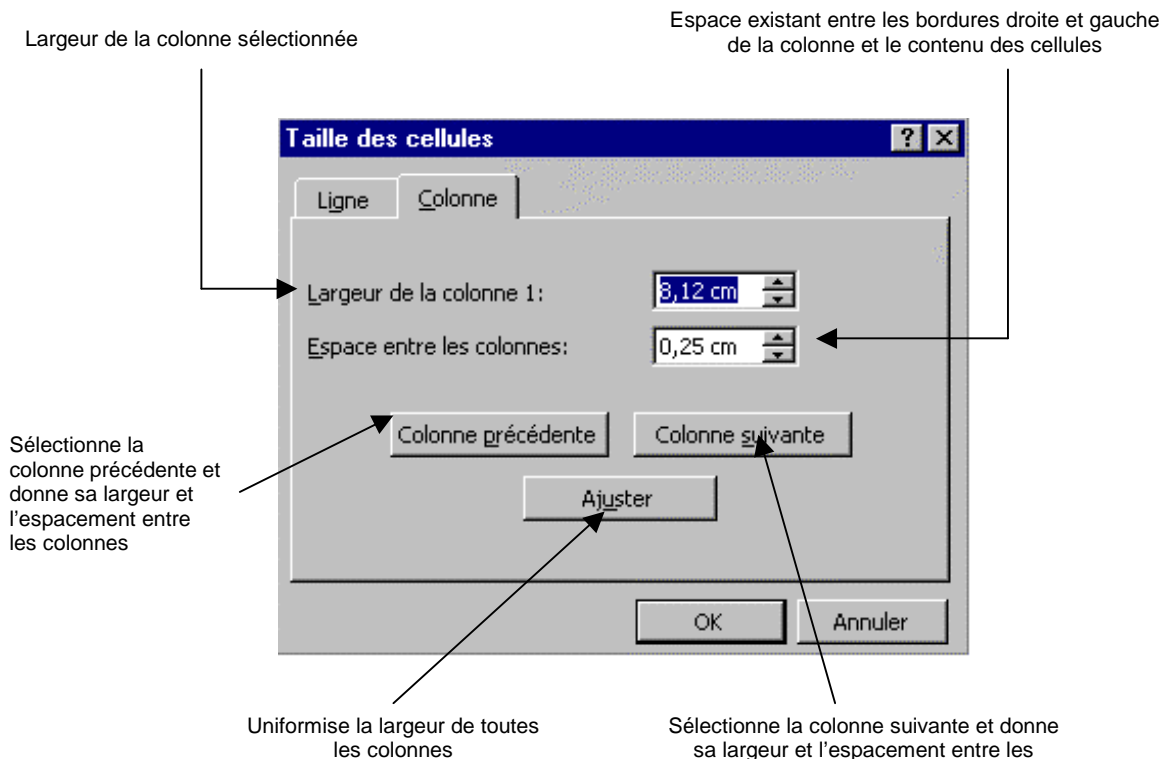 Espace existant entre les bordures droite et gauche
de la colonne et le contenu des cellules
Largeur de la colonne sélectionnée
Taille des cellules
Ligne
Colonne
Largeur de la colonne 1:
8,12 cm
Espace entre les colonnes:
0,25 cm
Colonne précédente
Colonne suivante
Ajuster
OK
Annuler
Sélectionne la
colonne précédente et
donne sa largeur et
l'espacement entre
les colonnes
Uniformise la largeur de toutes
les colonnes
Sélectionne la colonne suivante et donne
sa largeur et l'espacement entre les